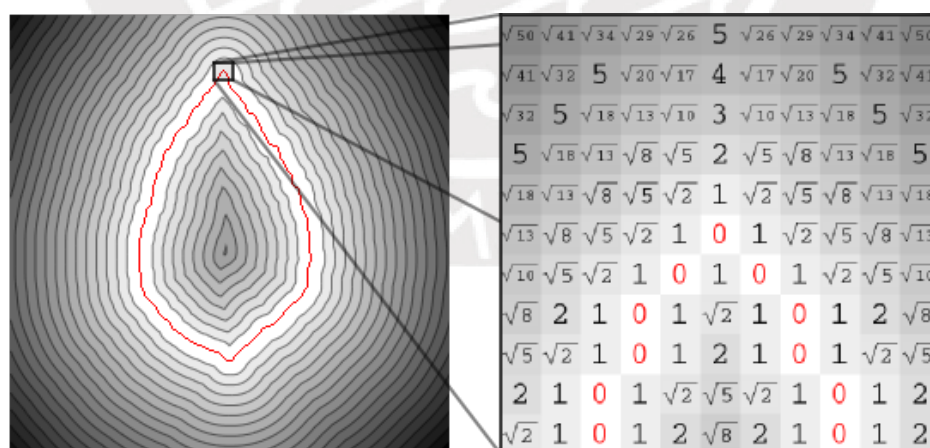 √50 √41 √34 √29 √26 5 √26 √29 √34 √41 √50
√41 √32 5 √20 √17 4 √17 √20 5 √32 √41
√32 5 √18 √13 √10 3 √10 √13 √18 5 √32
5 √18 √13 √8 √5 2 √5 √8 √13 √18 5
√18 √13 √8 √5 √2 1 √2 √5 √8 √13 √18
√13 √8 √5 √2 1 0 1 √2 √5 √8 √13
√10 √5 √2 1 0 1 0 1 √2 √5 √10
√8 2 1 0 1 √2 1 0 1 2 √8
√5 √2 1 0 1 2 1 0 1 √2 √5
2 1 0 1 √2 √5 √2 1 0 1 2
√2 1 0 1 2 √8 2 1 0 1 2